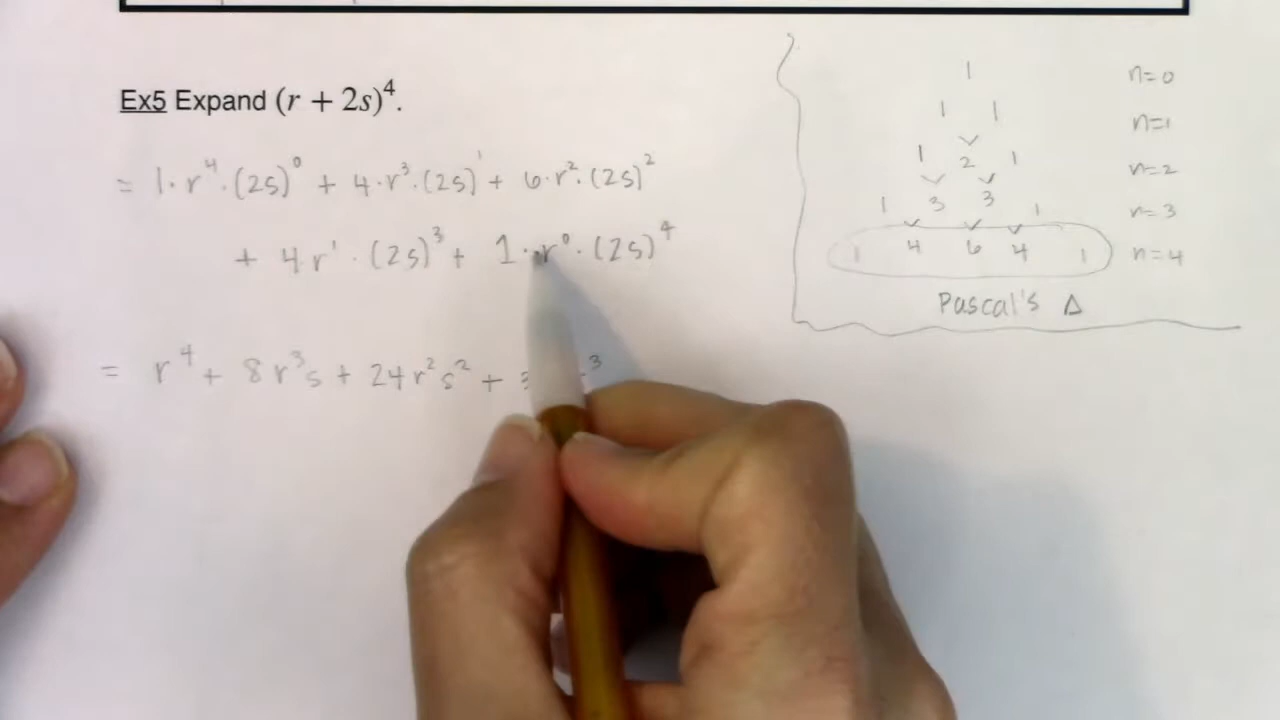 Ex5 Expand (r + 2s)⁴.
= 1·r⁴·(2s)⁰ + 4·r³·(2s)¹ + 6·r²·(2s)²
+ 4r¹·(2s)³ + 1·r⁰·(2s)⁴
= r⁴ + 8r³s + 24r²s² + 3 ³
1 n=0
1 1 n=1
1 2 1 n=2
1 3 3 1 n=3
1 4 6 4 1 n=4
Pascal's Δ